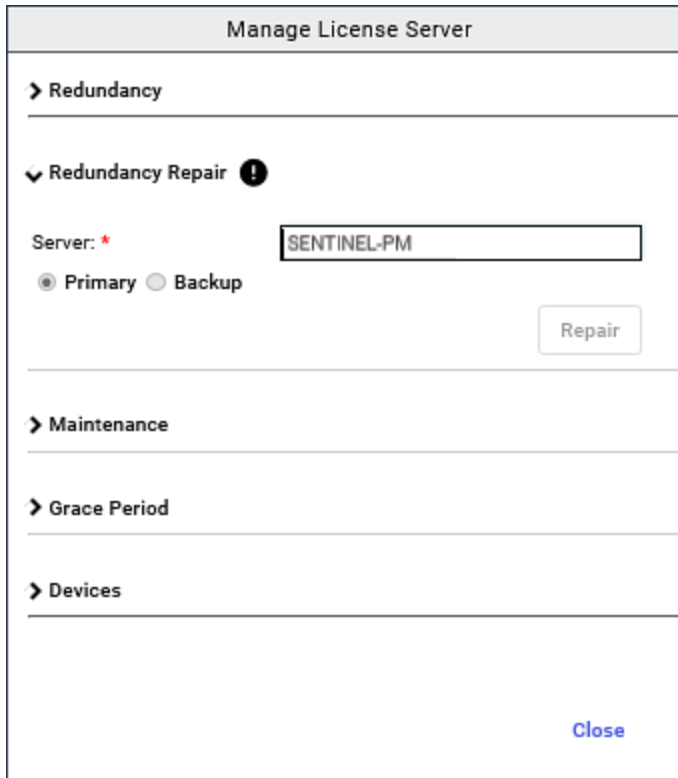 Manage License Server
Redundancy
Redundancy Repair
Server: * SENTINEL-PM
Primary Backup
Repair
Maintenance
Grace Period
Devices
Close